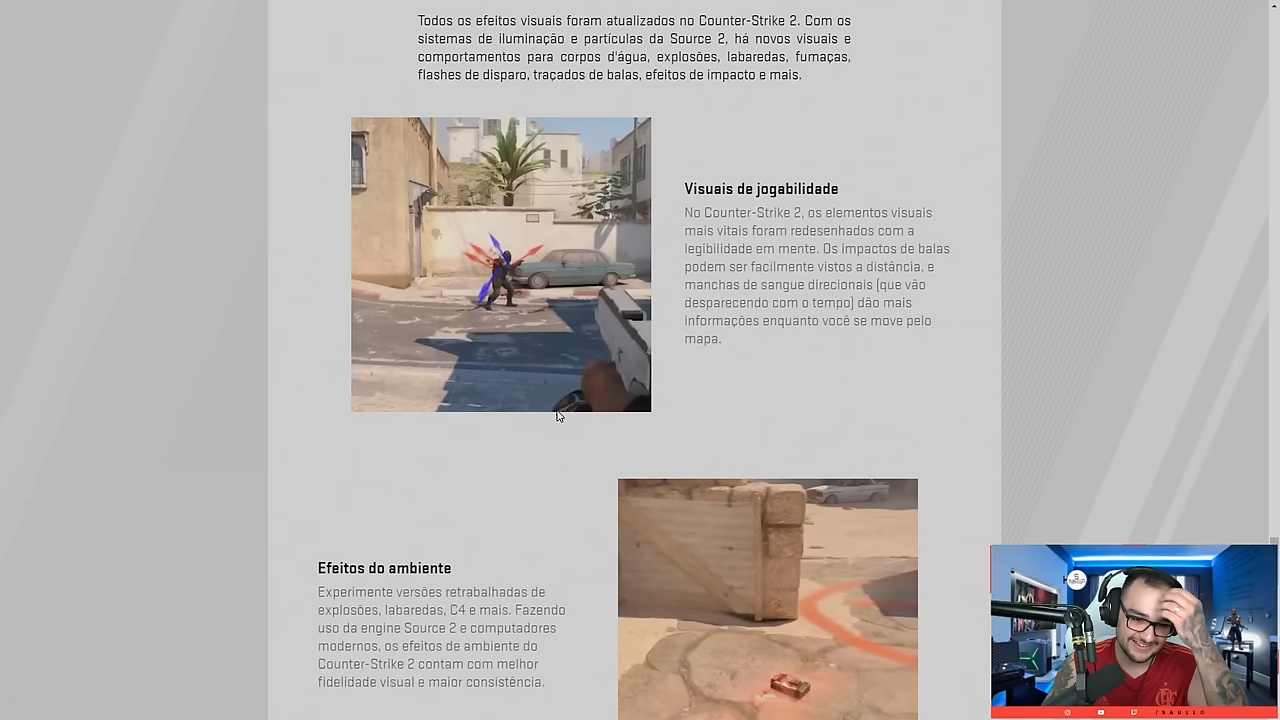 Todos os efeitos visuais foram atualizados no Counter-Strike 2. Com os
sistemas de iluminação e partículas da Source 2, há novos visuais e
comportamentos para corpos d'água, explosões, labaredas, fumaças,
flashes de disparo, traçados de balas, efeitos de impacto e mais.
Visuais de jogabilidade
No Counter-Strike 2, os elementos visuais
mais vitais foram redesenhados com a
legibilidade em mente. Os impactos de balas
podem ser facilmente vistos a distância, e
manchas de sangue direcionais (que vão
desparecendo com o tempo) dão mais
informações enquanto você se move pelo
mapa.
Efeitos do ambiente
Experimente versões retrabalhadas de
explosões, labaredas, C4 e mais. Fazendo
uso da engine Source 2 e computadores
modernos, os efeitos de ambiente do
Counter-Strike 2 contam com melhor
fidelidade visual e maior consistência.
/SAULLO